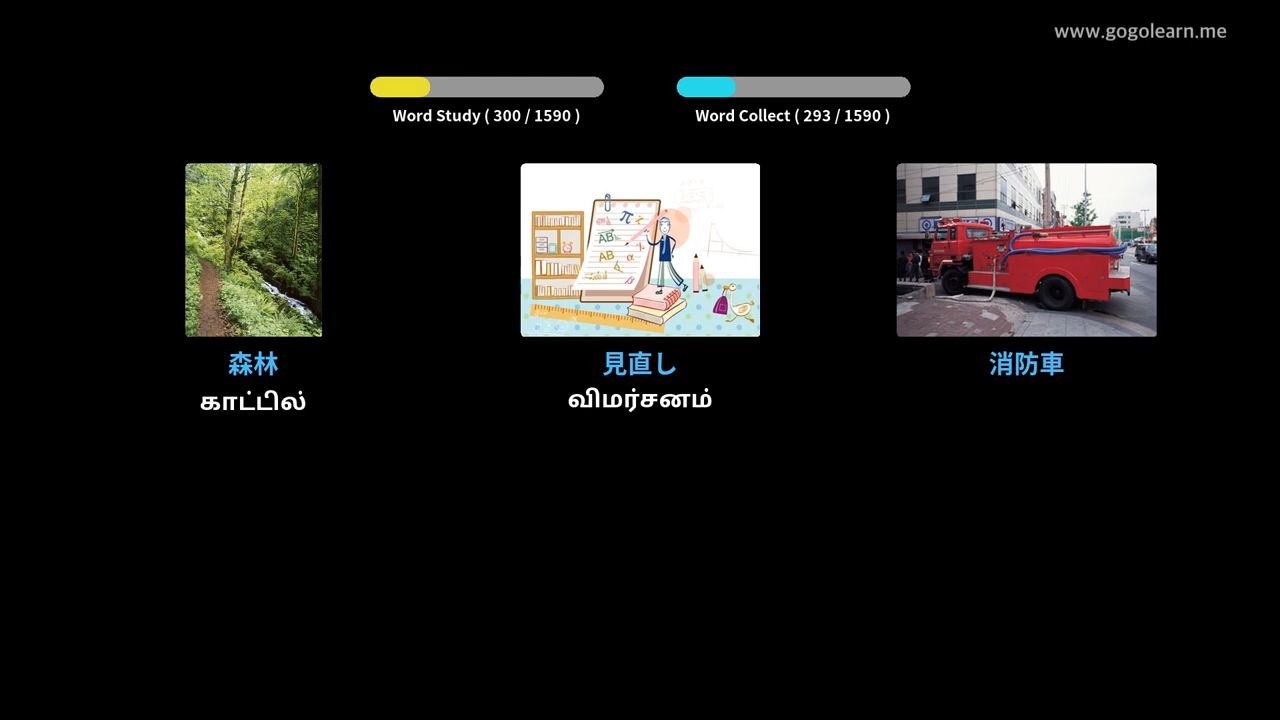 www.gogolearn.me
Word Study ( 300 / 1590 )
Word Collect ( 293 / 1590 )
森林
見直し
消防車
காட்டில்
விமர்சனம்